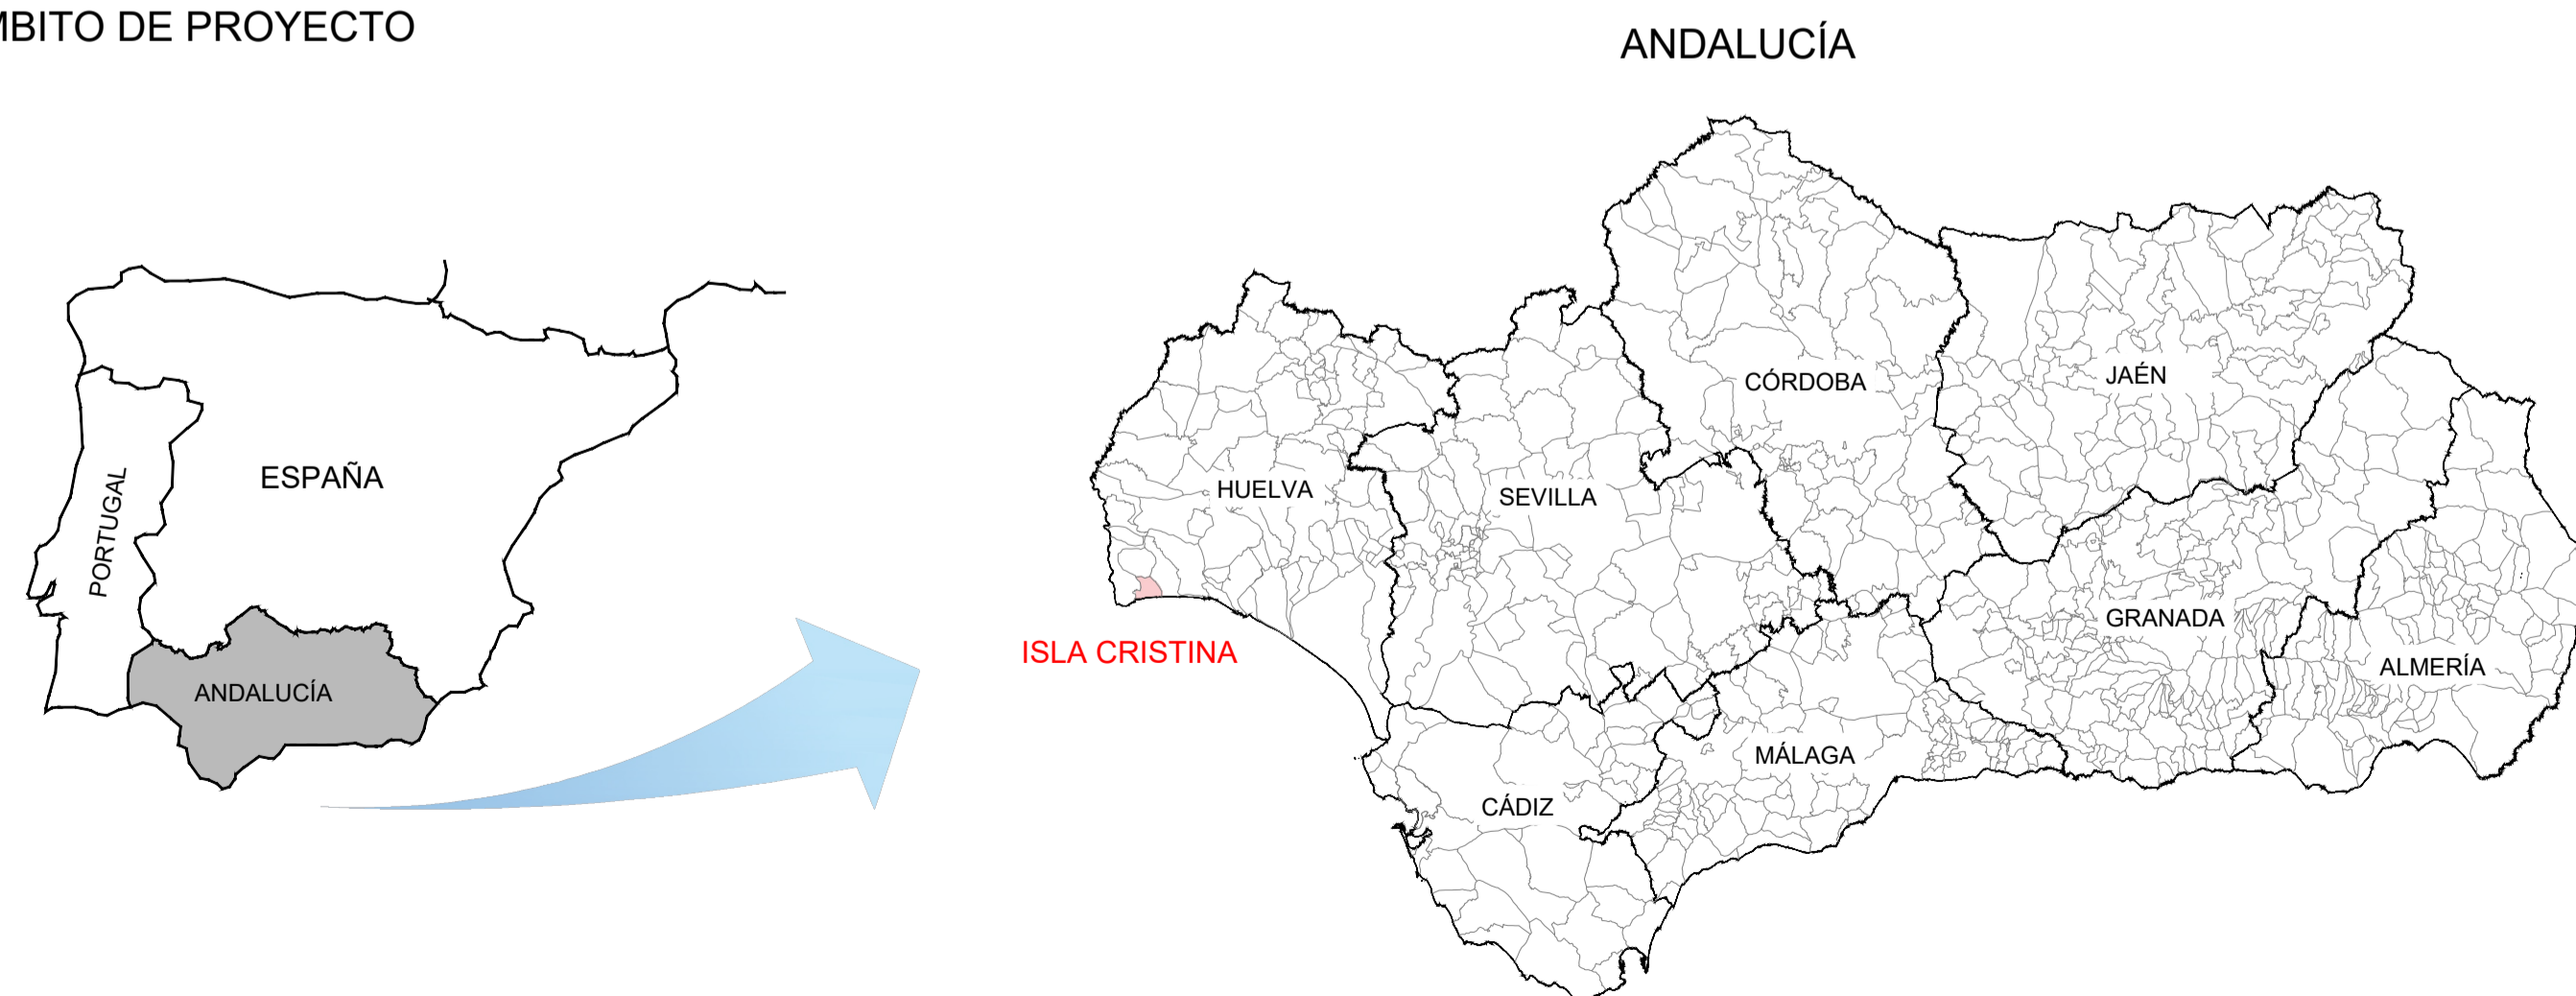 MBITO DE PROYECTO
ANDALUCÍA
ESPAÑA
PORTUGAL
ANDALUCÍA
CÓRDOBA
JAÉN
HUELVA
SEVILLA
GRANADA
ISLA CRISTINA
ALMERÍA
MÁLAGA
CÁDIZ